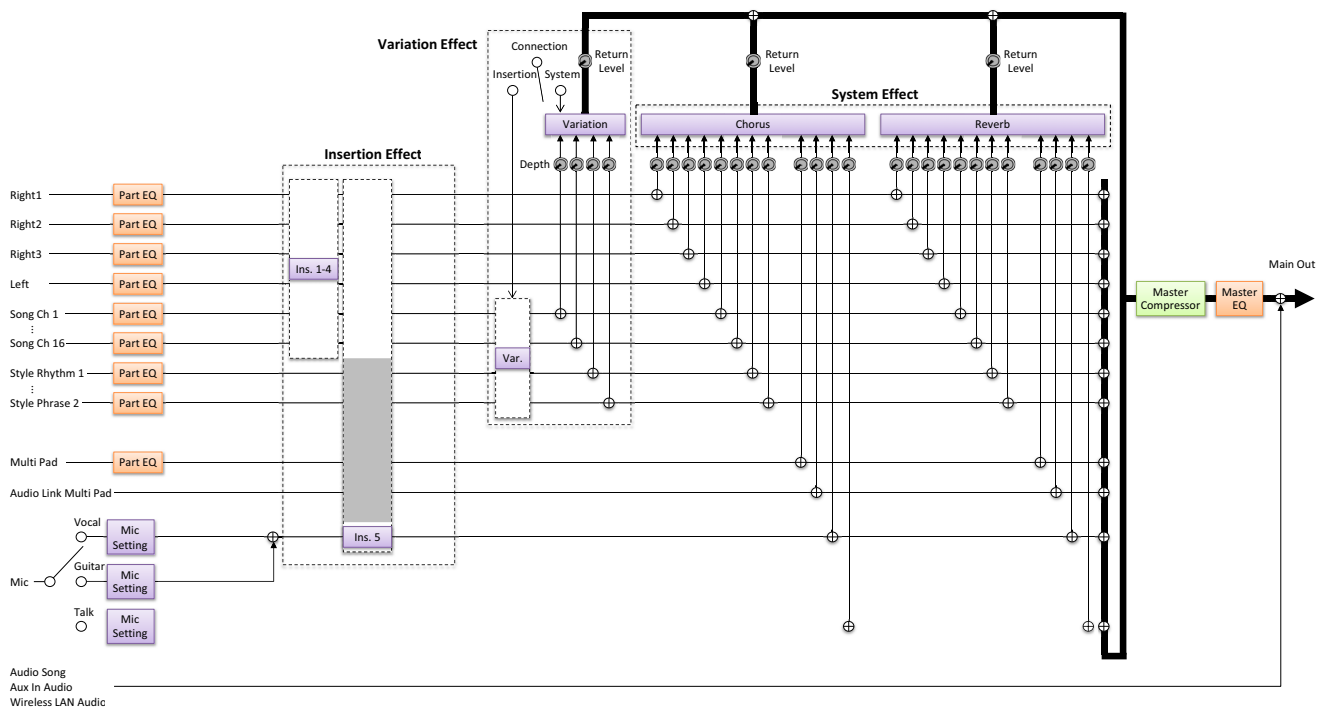 Variation Effect
Connection
Insertion
System
Return
Level
Return
Level
Return
Level
System Effect
Variation
Chorus
Reverb
Insertion Effect
Depth
Right1
Part EQ
Right2
Part EQ
Right3
Part EQ
Ins. 1-4
Left
Part EQ
Main Out
Song Ch 1
Part EQ
Master
Compressor
Master
EQ
Song Ch 16
Part EQ
Var.
Style Rhythm 1
Part EQ
Style Phrase 2
Part EQ
Multi Pad
Part EQ
Audio Link Multi Pad
Vocal
Mic
Setting
Ins. 5
Mic
Guitar
Mic
Setting
Talk
Mic
Setting
Audio Song
Aux In Audio
Wireless LAN Audio